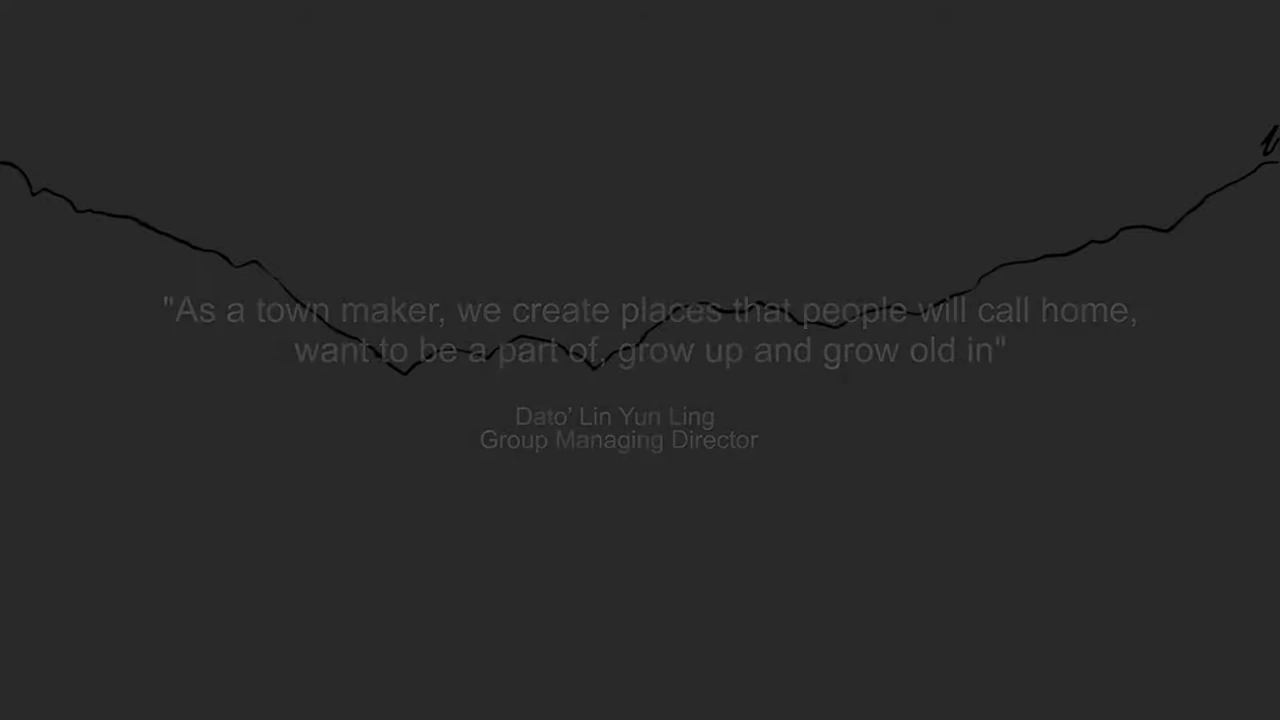 "As a town maker, we create places that people will call home,
want to be a part of, grow up and grow old in"
Dato' Lin Yun Ling
Group Managing Director